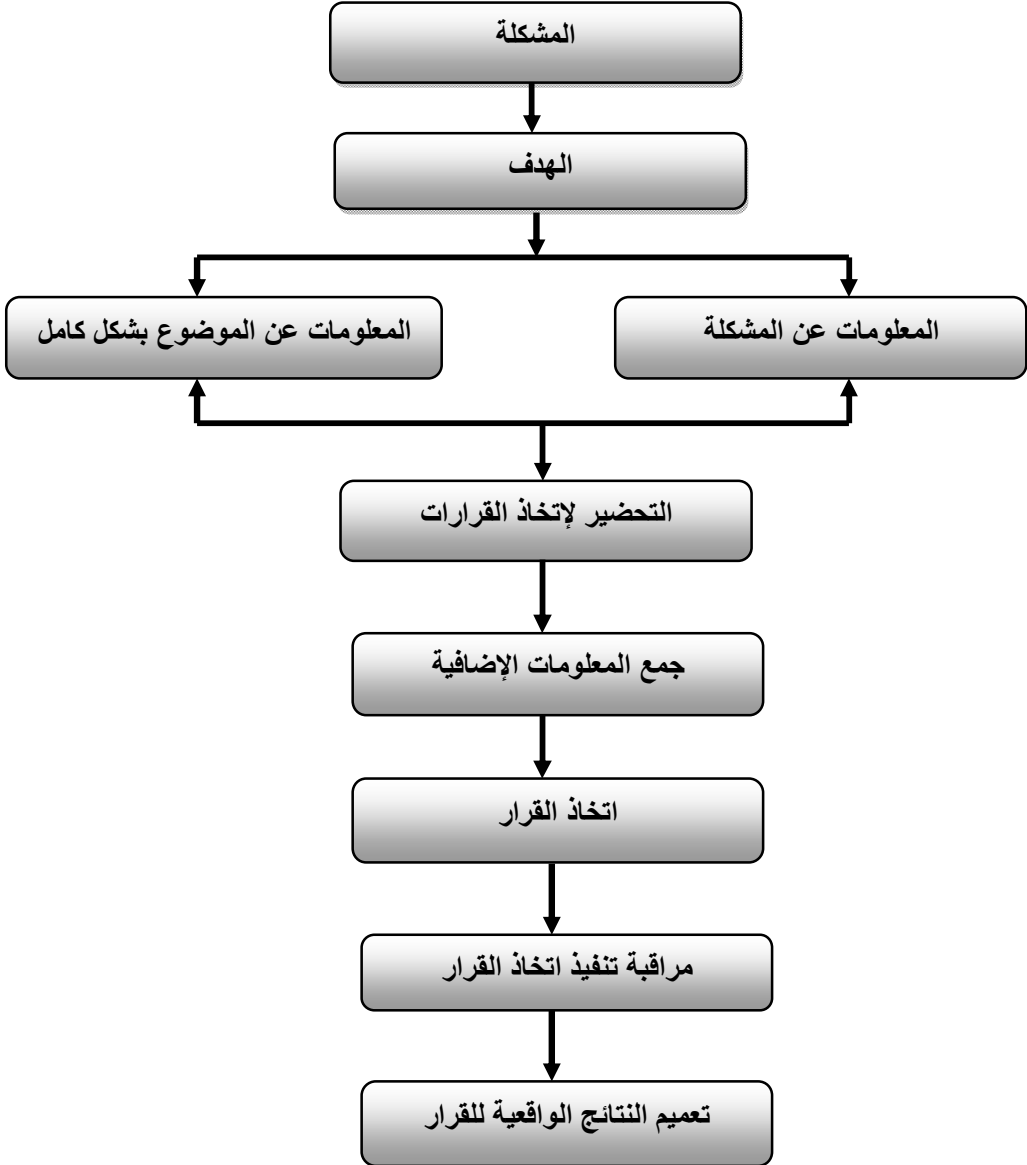 المشكلة
الهدف
المعلومات عن المشكلة
المعلومات عن الموضوع بشكل كامل
التحضير لإتخاذ القرارات
جمع المعلومات الإضافية
اتخاذ القرار
مراقبة تنفيذ اتخاذ القرار
تعميم النتائج الواقعية للقرار